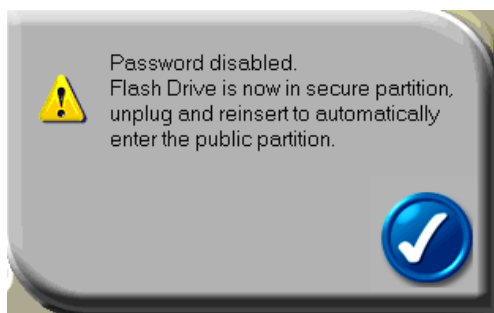 Password disabled.
Flash Drive is now in secure partition,
unplug and reinsert to automatically
enter the public partition.